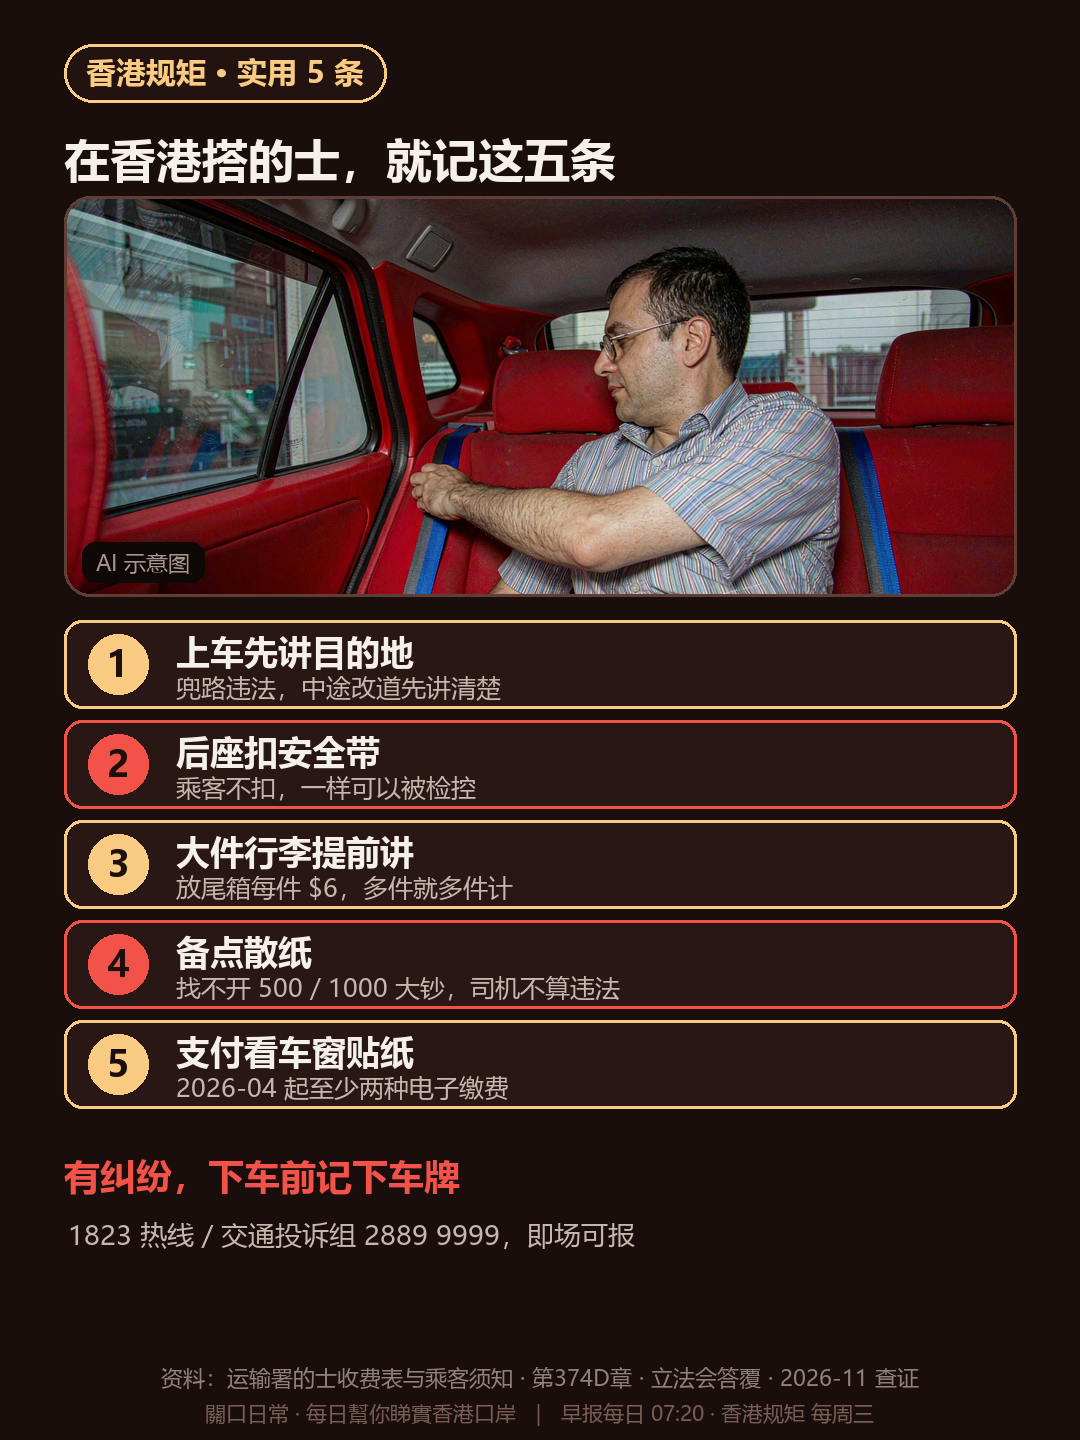 香港规矩 • 实用 5 条
在香港搭的士，就记这五条
AI 示意图
1
上车先讲目的地
兜路违法，中途改道先讲清楚
2
后座扣安全带
乘客不扣，一样可以被检控
3
大件行李提前讲
放尾箱每件 $6，多件就多件计
4
备点散纸
找不开 500 / 1000 大钞，司机不算违法
5
支付看车窗贴纸
2026-04 起至少两种电子缴费
有纠纷，下车前记下车牌
1823 热线 / 交通投诉组 2889 9999，即场可报
资料：运输署的士收费表与乘客须知 · 第374D章 · 立法会答覆 · 2026-11 查证
關口日常 · 每日幫你睇實香港口岸 | 早报每日 07:20 · 香港规矩 每周三